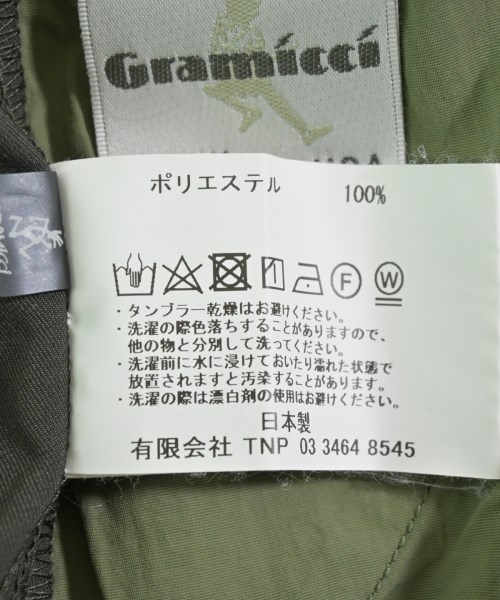 Gramicci
ポリエステル 100%
F W
・タンブラー乾燥はお避けください。
・洗濯の際色落ちすることがありますので、
他の物と分別して洗ってください。
・洗濯前に水に浸けておいたり濡れた状態で
放置されますと汚染することがあります。
・洗濯の際は漂白剤の使用はお避けください。
日本製
有限会社 TNP 03 3464 8545